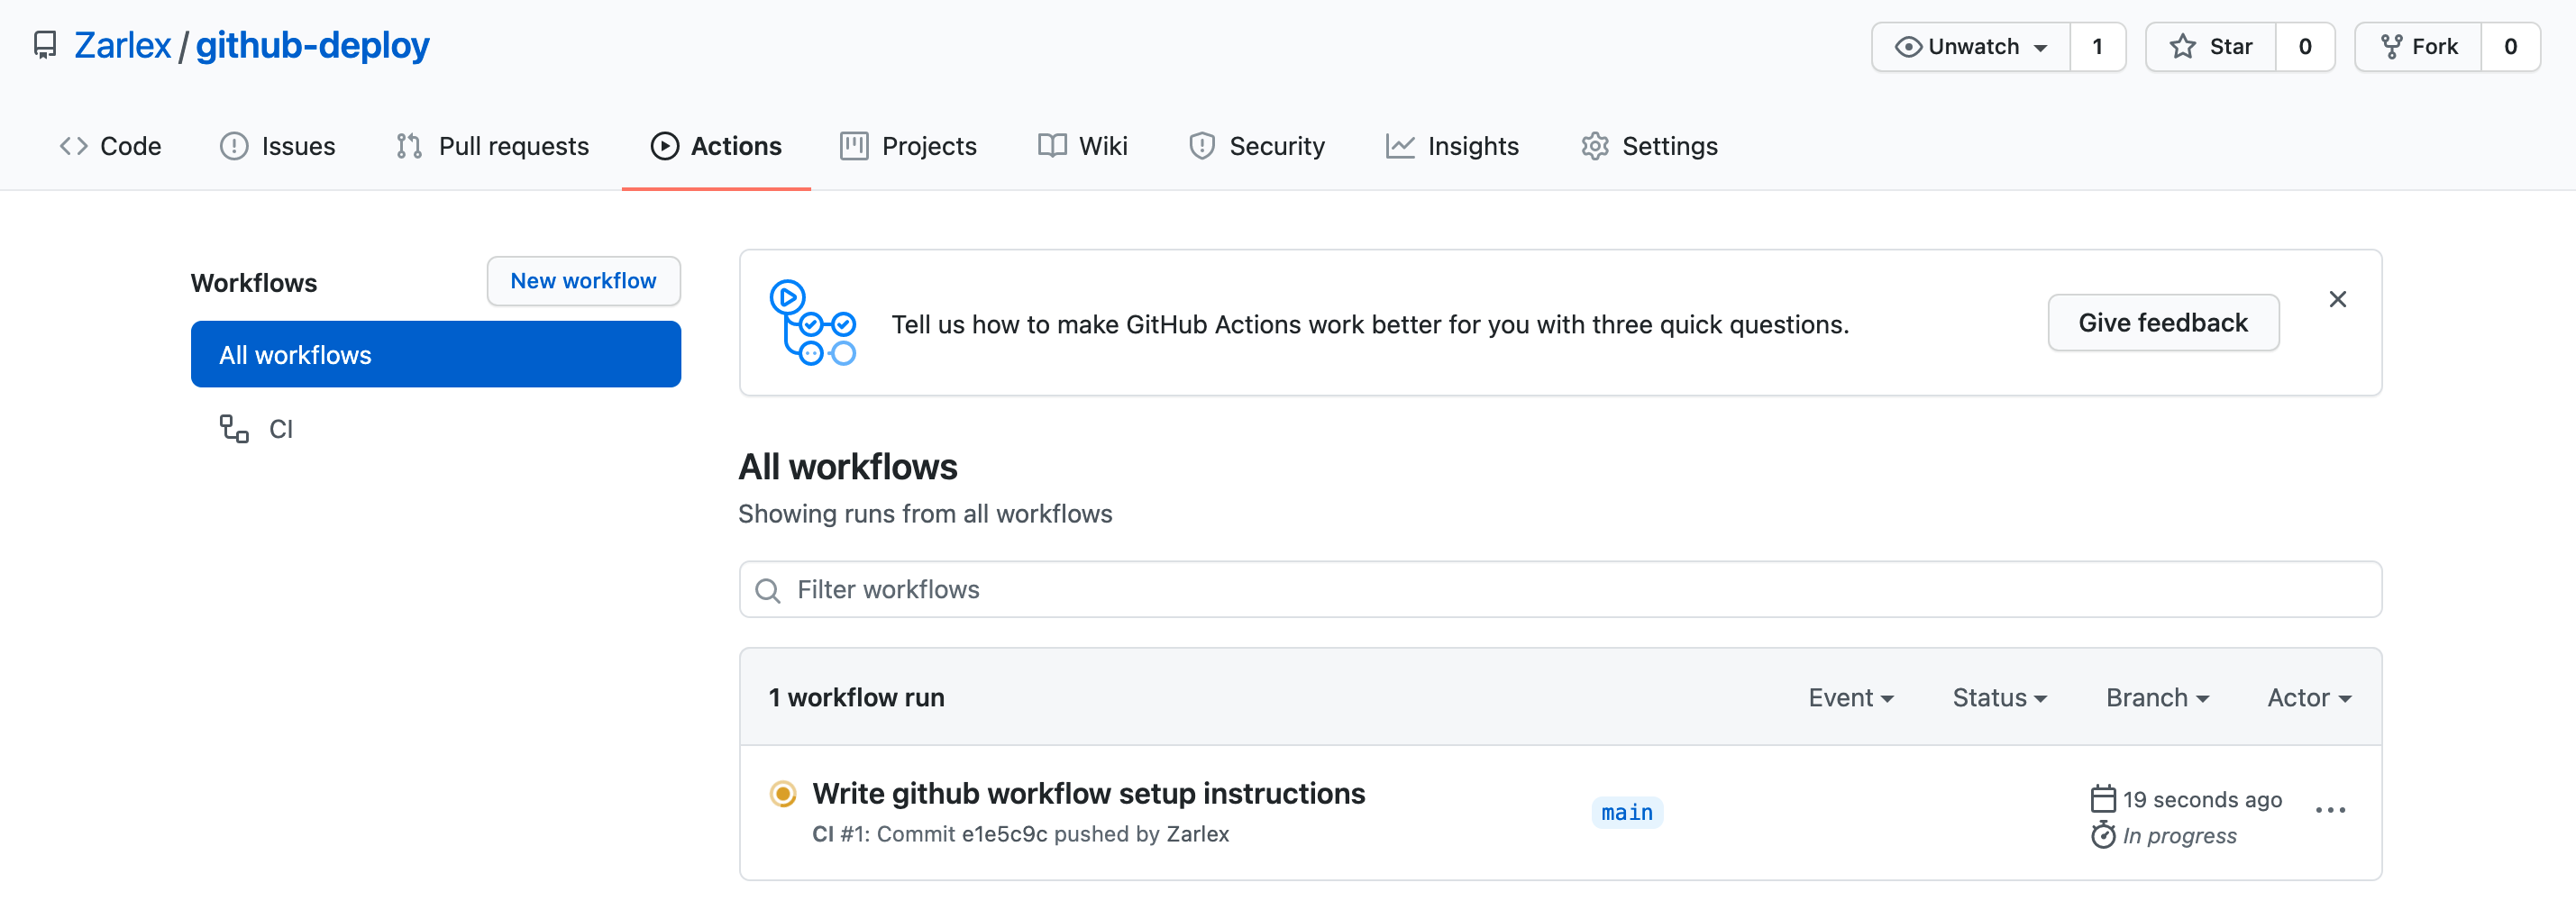 Zarlex / github-deploy
Unwatch 1
Star 0
Fork 0
Code Issues Pull requests Actions Projects Wiki Security Insights Settings
Workflows
New workflow
All workflows
CI
Tell us how to make GitHub Actions work better for you with three quick questions.
Give feedback
All workflows
Showing runs from all workflows
Filter workflows
1 workflow run
Event Status Branch Actor
Write github workflow setup instructions
CI #1: Commit e1e5c9c pushed by Zarlex
main
19 seconds ago
In progress